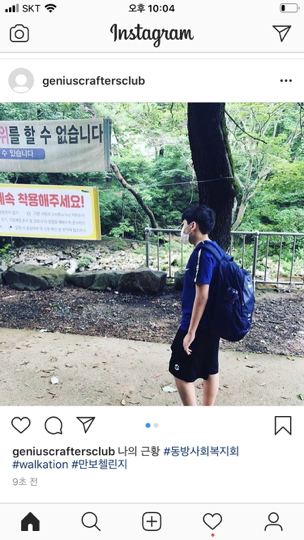 SKT
오후 10:04
Instagram
geniuscraftersclub
위를 할 수 없습니다
수 있습니다
계속 착용해주세요!
geniuscraftersclub 나의 근황 #동방사회복지회
#walkation #만보챌린지
9초 전